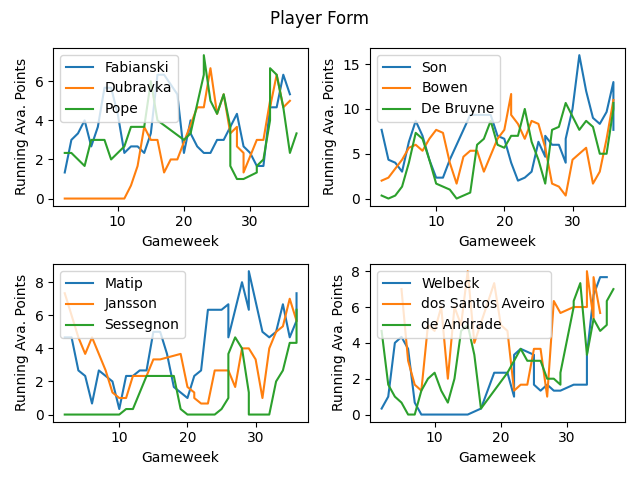 Player Form
Running Ava. Points
6
4
2
0
Fabianski
Dubravka
Pope
10
20
30
Gameweek
Running Ava. Points
15
10
5
0
Son
Bowen
De Bruyne
10
20
30
Gameweek
Running Ava. Points
8
6
4
2
0
Matip
Jansson
Sessegnon
10
20
30
Gameweek
Running Ava. Points
8
6
4
2
0
Welbeck
dos Santos Aveiro
de Andrade
10
20
30
Gameweek